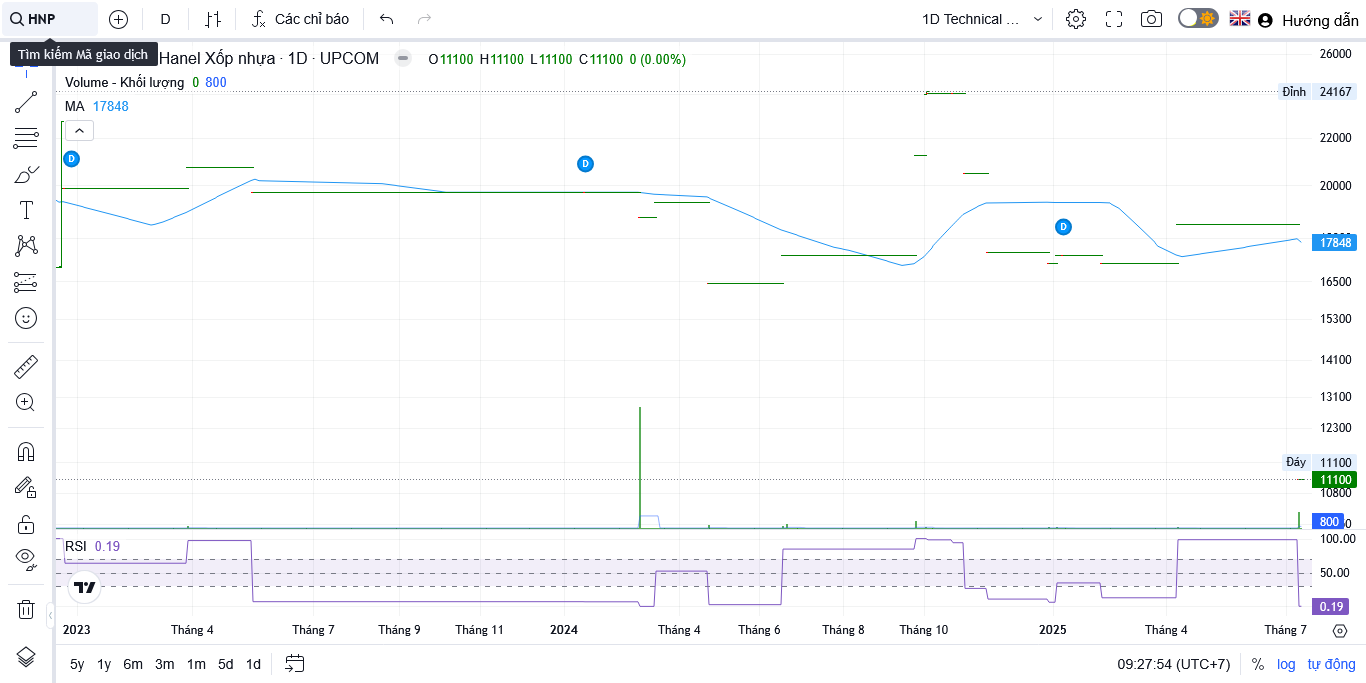 HNP
D
Các chỉ báo
1D Technical ...
Hướng dẫn
Tìm kiếm Mã giao dịch
Hanel Xốp nhựa · 1D · UPCOM
O11100 H11100 L11100 C11100 0 (0.00%)
Volume - Khối lượng 0 800
MA 17848
D
D
D
26000
Đỉnh 24167
22000
20000
17848
16500
15300
14100
13100
12300
Đáy 11100
11100
10800
800
RSI 0.19
100.00
50.00
0.19
2023
Tháng 4
Tháng 7
Tháng 9
Tháng 11
2024
Tháng 4
Tháng 6
Tháng 8
Tháng 10
2025
Tháng 4
Tháng 7
5y 1y 6m 3m 1m 5d 1d
09:27:54 (UTC+7)
% log tự động